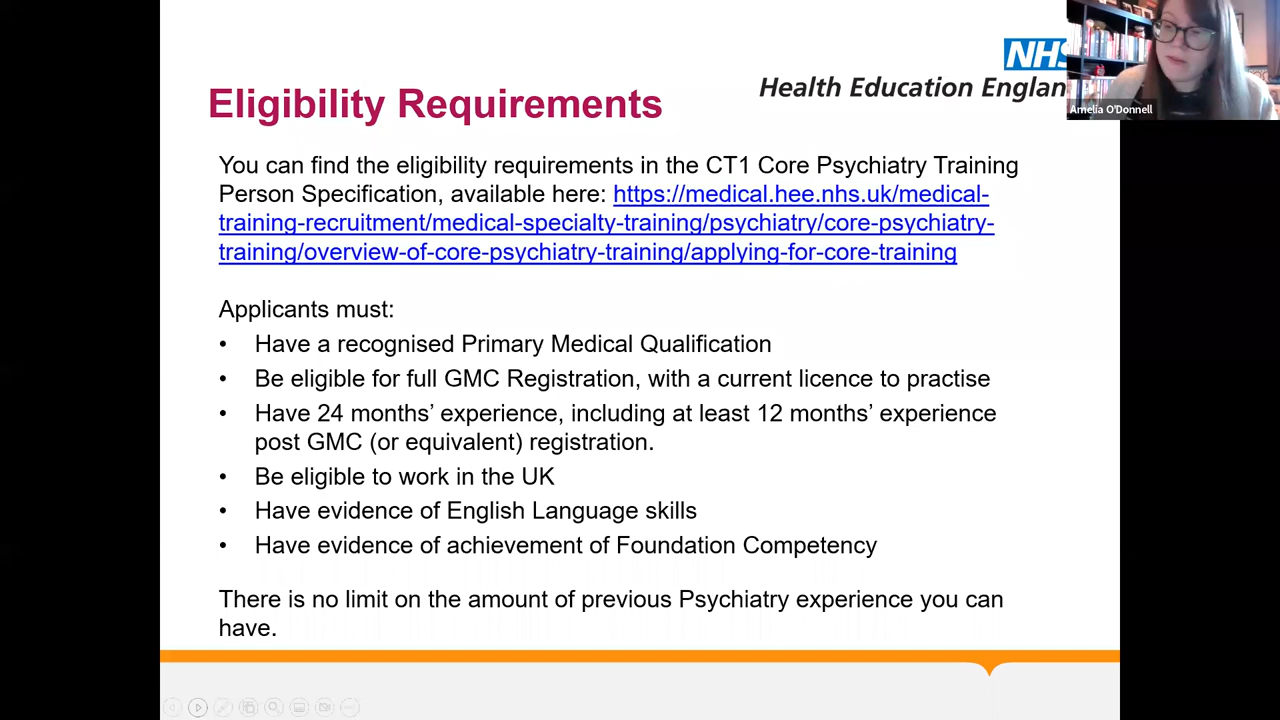 NHS
Health Education Englan
Amelia O'Donnell
Eligibility Requirements
You can find the eligibility requirements in the CT1 Core Psychiatry Training
Person Specification, available here: https://medical.hee.nhs.uk/medical-
training-recruitment/medical-specialty-training/psychiatry/core-psychiatry-
training/overview-of-core-psychiatry-training/applying-for-core-training
Applicants must:
• Have a recognised Primary Medical Qualification
• Be eligible for full GMC Registration, with a current licence to practise
• Have 24 months’ experience, including at least 12 months’ experience
post GMC (or equivalent) registration.
• Be eligible to work in the UK
• Have evidence of English Language skills
• Have evidence of achievement of Foundation Competency
There is no limit on the amount of previous Psychiatry experience you can
have.